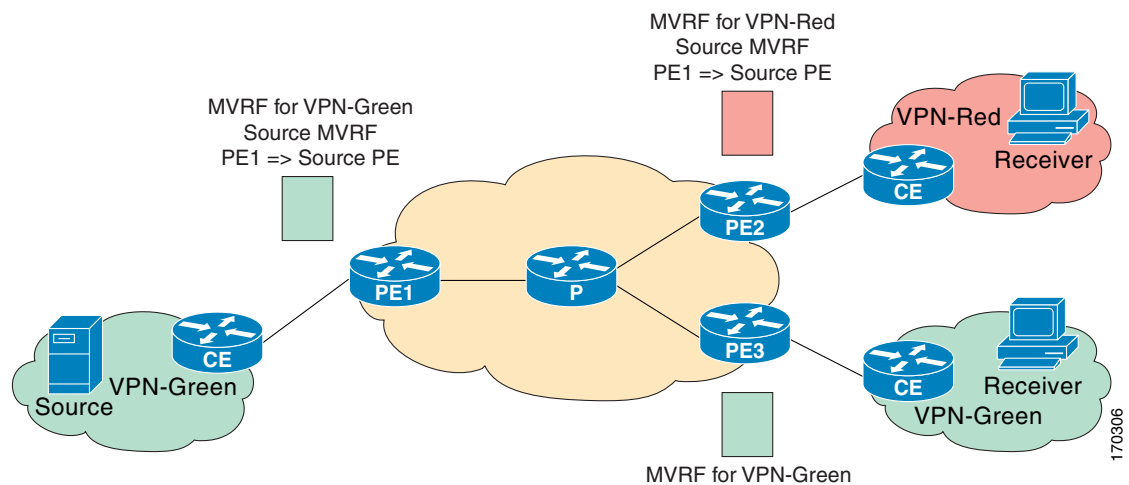 MVRF for VPN-Red
Source MVRF
PE1 => Source PE
MVRF for VPN-Green
Source MVRF
PE1 => Source PE
VPN-Red
Receiver
CE
PE2
PE1
P
PE3
CE
VPN-Green
Source
CE
Receiver
VPN-Green
MVRF for VPN-Green
170306